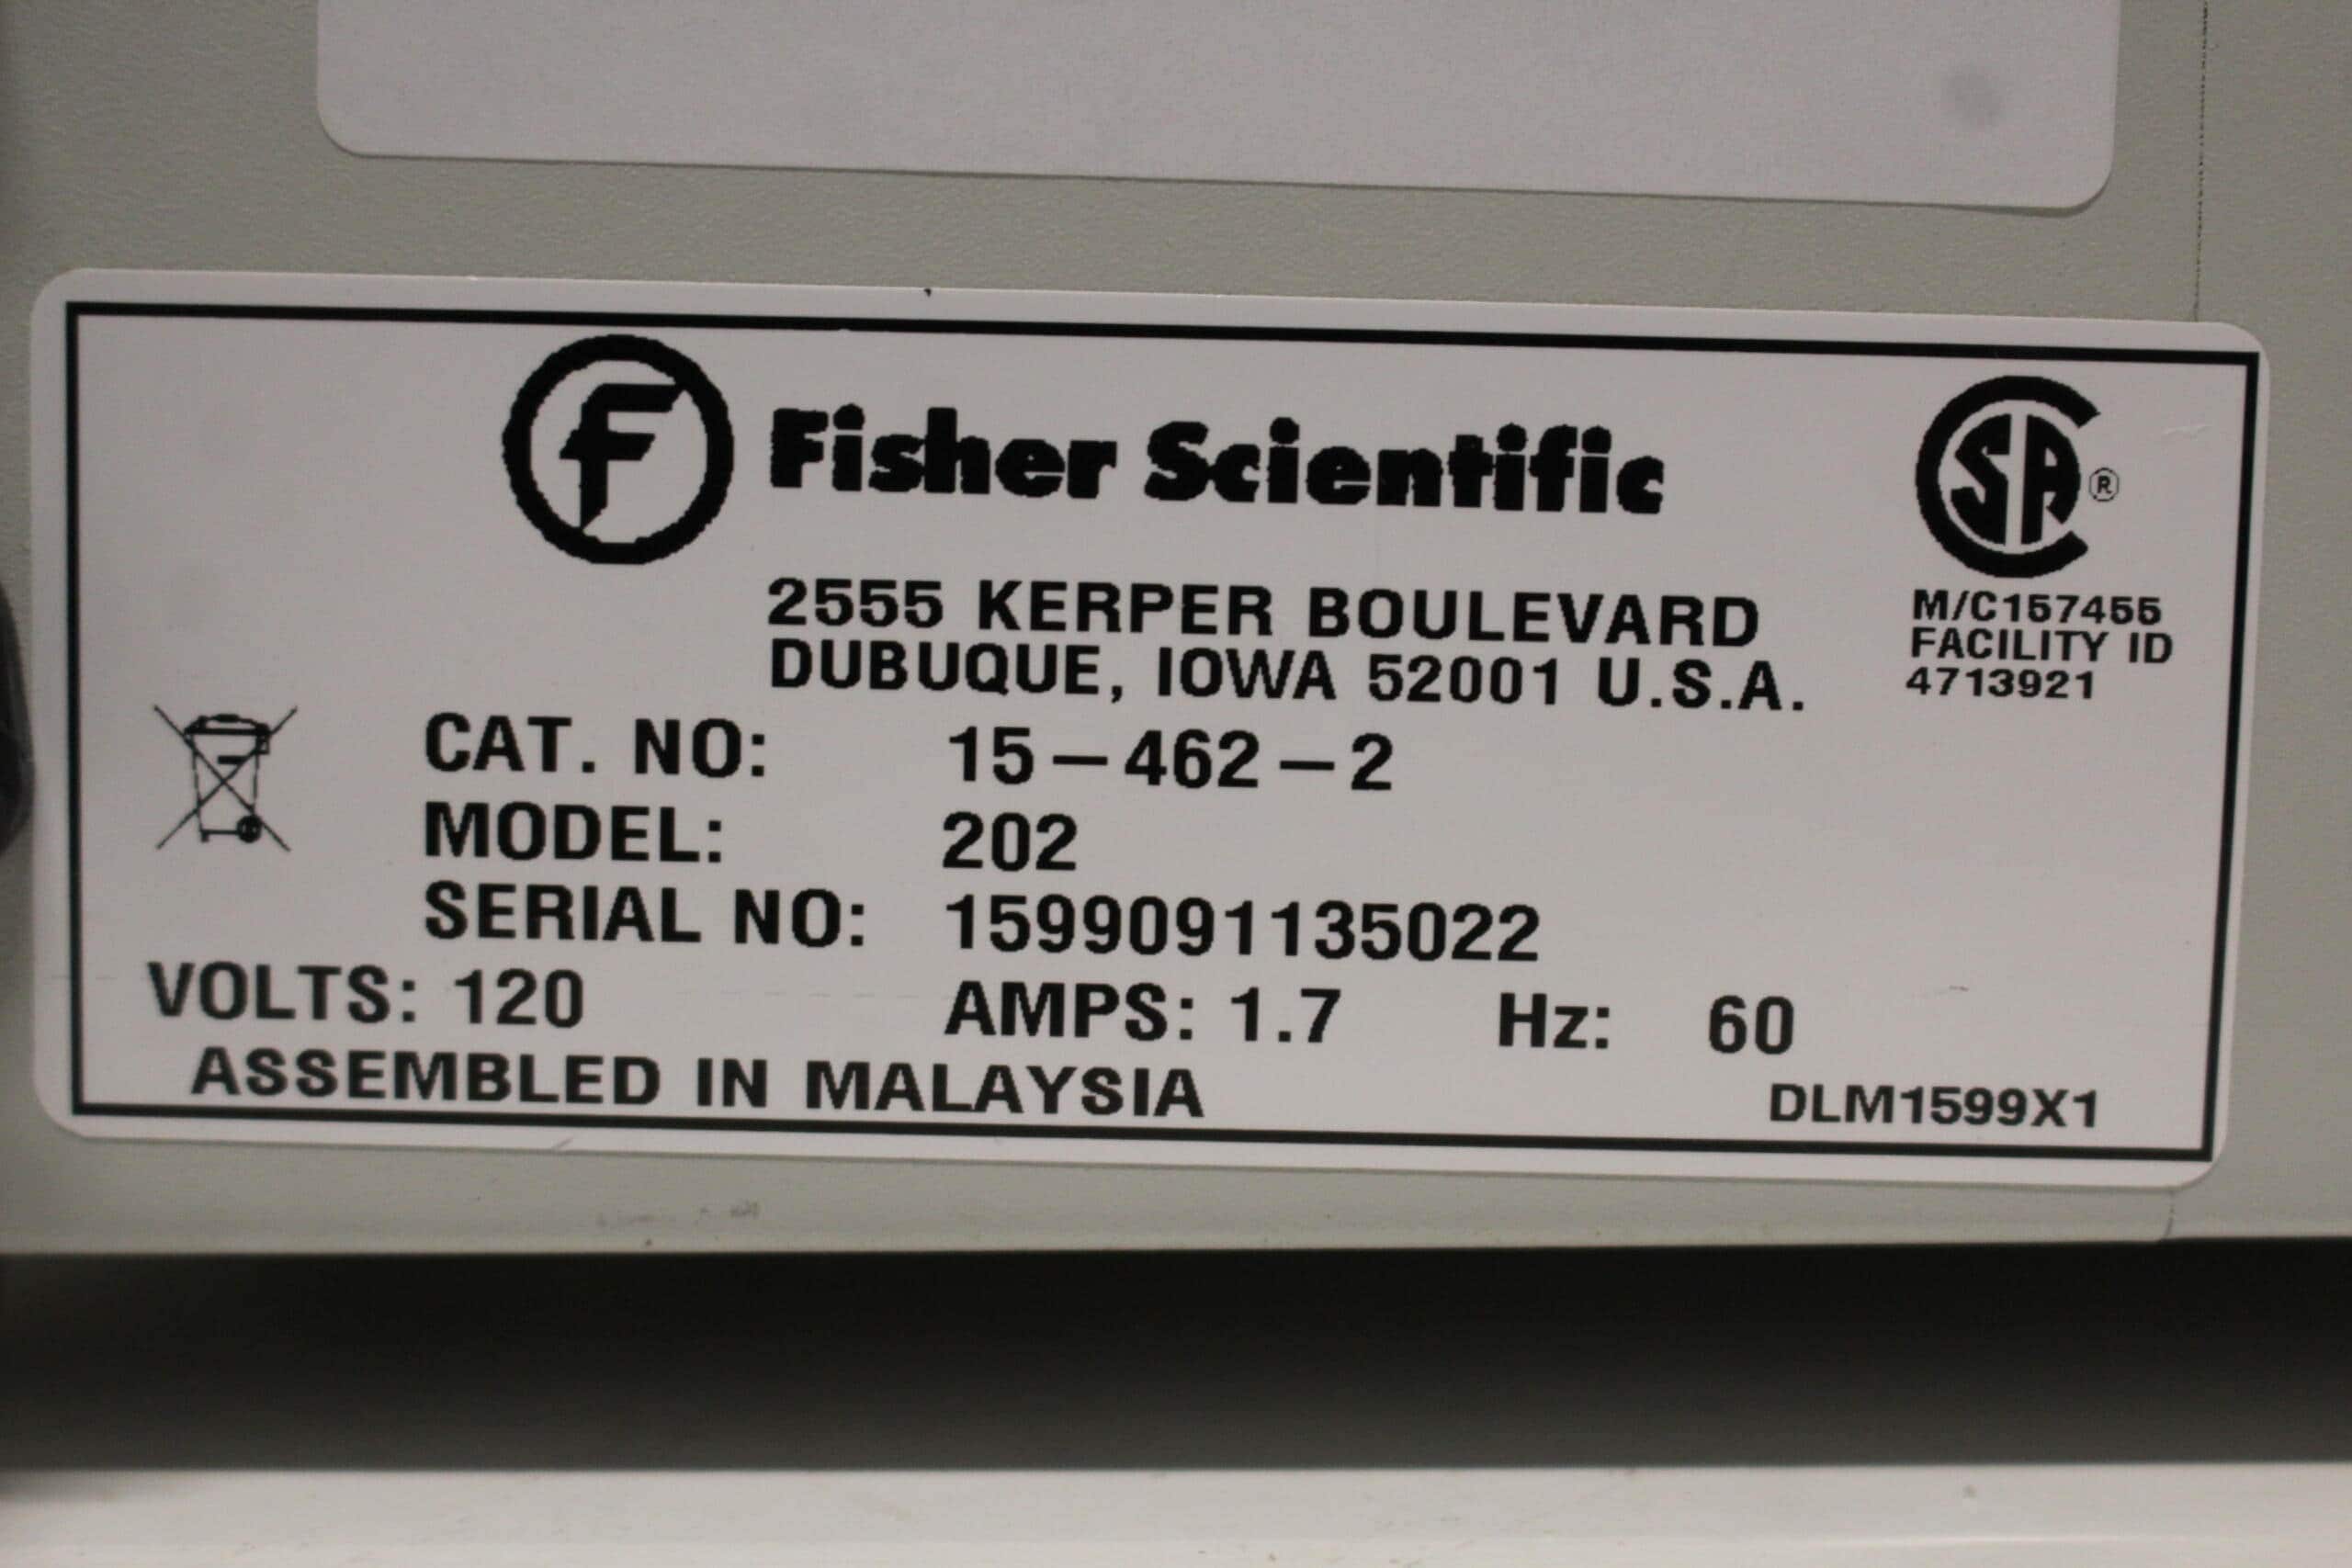 F Fisher Scientific
SA ®
2555 KERPER BOULEVARD
DUBUQUE, IOWA 52001 U.S.A.
M/C157455
FACILITY ID
4713921
CAT. NO: 15-462-2
MODEL: 202
SERIAL NO: 1599091135022
VOLTS: 120 AMPS: 1.7 Hz: 60
ASSEMBLED IN MALAYSIA
DLM1599X1